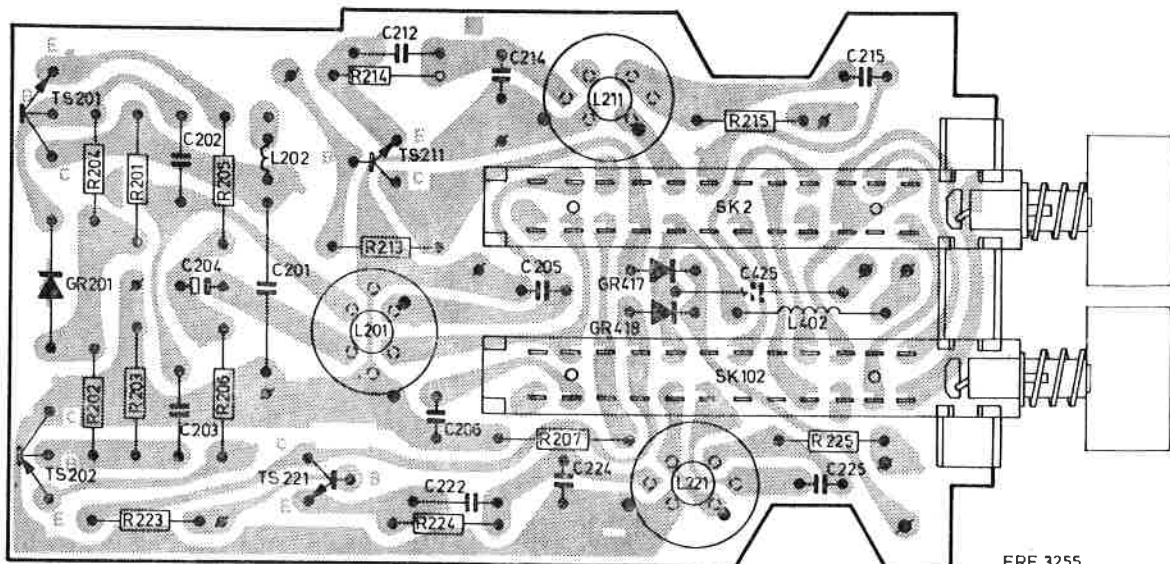 E
C212
C214
C215
B
TS201
R214
L211
C202
L202
E
TS211
R215
R204
R201
R205
C
C
SK2
R213
C204
C201
C205
GR417
C425
GR201
GR418
L402
L201
SK102
R202
R203
R206
C203
C206
C
C
R207
R225
TS202
B
TS221
B
C224
L221
C225
C222
E
E
R223
R224
ERE 3255